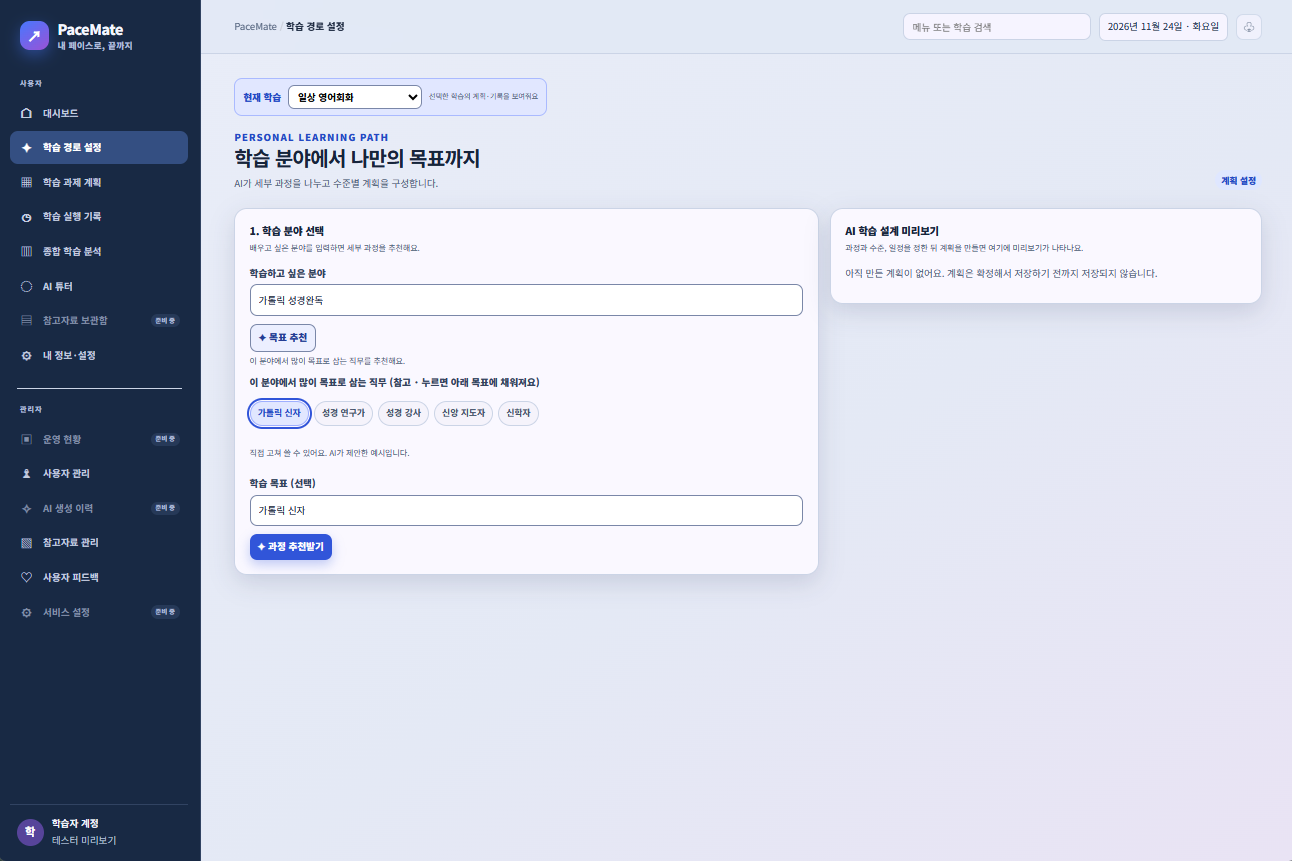 PaceMate
내 페이스로, 끝까지
사용자
대시보드
학습 경로 설정
학습 과제 계획
학습 실행 기록
종합 학습 분석
AI 튜터
참고자료 보관함 준비 중
내 정보·설정
관리자
운영 현황 준비 중
사용자 관리
AI 생성 이력 준비 중
참고자료 관리
사용자 피드백
서비스 설정 준비 중
학 학습자 계정
테스터 미리보기
PaceMate / 학습 경로 설정
메뉴 또는 학습 검색
2026년 11월 24일 · 화요일
현재 학습 일상 영어회화 선택한 학습의 계획·기록을 보여줘요
PERSONAL LEARNING PATH
학습 분야에서 나만의 목표까지
AI가 세부 과정을 나누고 수준별 계획을 구성합니다.
계획 설정
1. 학습 분야 선택
배우고 싶은 분야를 입력하면 세부 과정을 추천해요.
학습하고 싶은 분야
가톨릭 성경완독
✦ 목표 추천
이 분야에서 많이 목표로 삼는 직무를 추천해요.
이 분야에서 많이 목표로 삼는 직무 (참고 · 누르면 아래 목표에 채워져요)
가톨릭 신자 성경 연구가 성경 강사 신앙 지도자 신학자
직접 고쳐 쓸 수 있어요. AI가 제안한 예시입니다.
학습 목표 (선택)
가톨릭 신자
✦ 과정 추천받기
AI 학습 설계 미리보기
과정과 수준, 일정을 정한 뒤 계획을 만들면 여기에 미리보기가 나타나요.
아직 만든 계획이 없어요. 계획은 확정해서 저장하기 전까지 저장되지 않습니다.